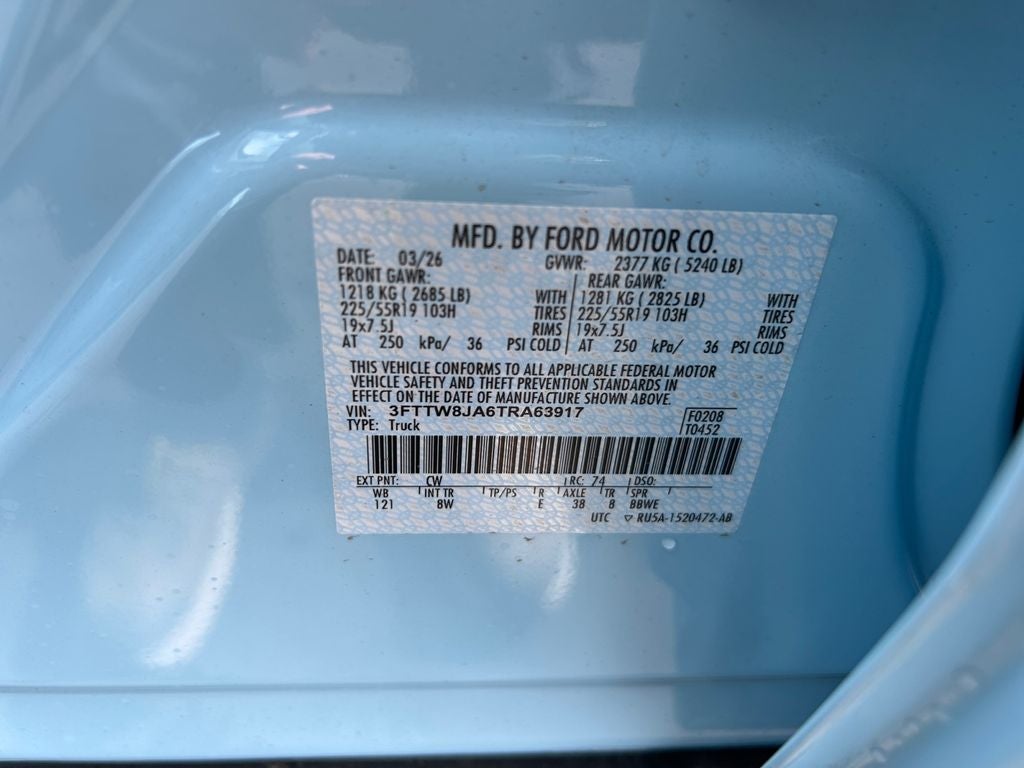 MFD. BY FORD MOTOR CO.
DATE: 03/26 GVWR: 2377 KG ( 5240 LB)
FRONT GAWR: REAR GAWR:
1218 KG ( 2685 LB) WITH 1281 KG ( 2825 LB) WITH
225/55R19 103H TIRES 225/55R19 103H TIRES
19x7.5J RIMS 19x7.5J RIMS
AT 250 kPa/ 36 PSI COLD AT 250 kPa/ 36 PSI COLD
THIS VEHICLE CONFORMS TO ALL APPLICABLE FEDERAL MOTOR
VEHICLE SAFETY AND THEFT PREVENTION STANDARDS IN
EFFECT ON THE DATE OF MANUFACTURE SHOWN ABOVE.
VIN: 3FTTW8JA6TRA63917 F0208
TYPE: Truck T0452
EXT PNT: CW RC: 74 DSO:
WB INT TR TP/PS R AXLE TR SPR
121 8W E 38 8 BBWE
UTC ▽ RU5A-1520472-AB